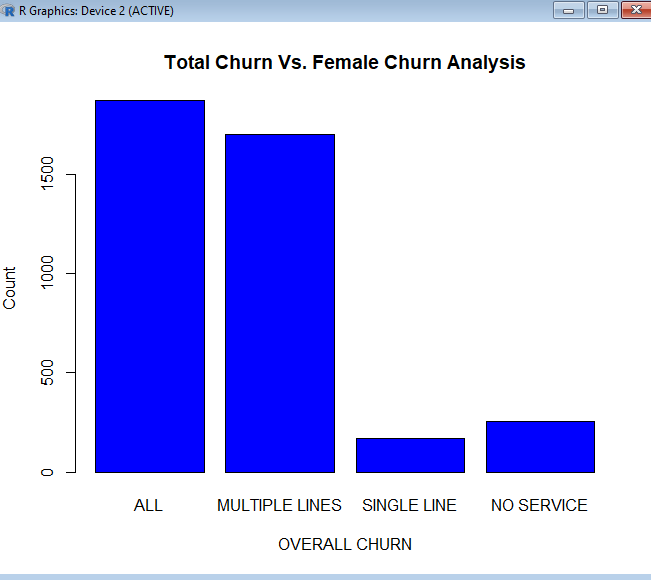 R Graphics: Device 2 (ACTIVE)
Total Churn Vs. Female Churn Analysis
Count
1500
1000
500
0
ALL MULTIPLE LINES SINGLE LINE NO SERVICE
OVERALL CHURN